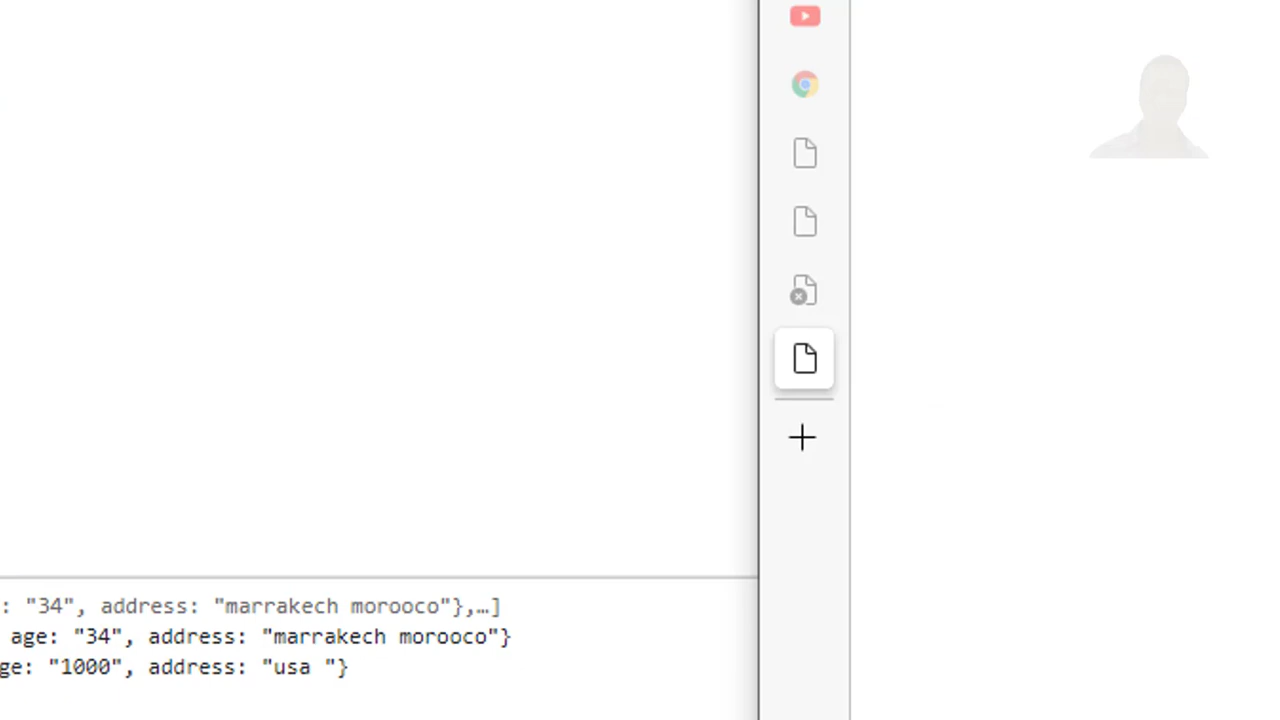 : "34", address: "marrakech morooco"},…]
age: "34", address: "marrakech morooco"}
ge: "1000", address: "usa "}